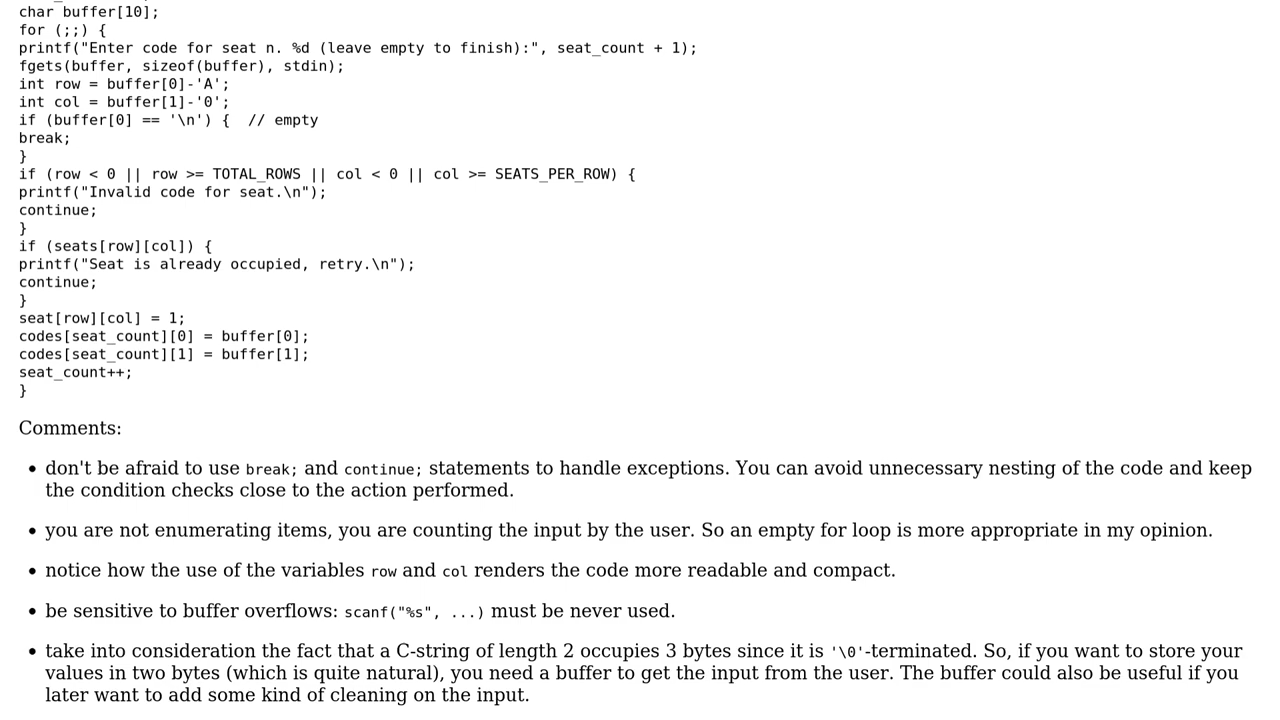 char buffer[10];
for (;;) {
printf("Enter code for seat n. %d (leave empty to finish):", seat_count + 1);
fgets(buffer, sizeof(buffer), stdin);
int row = buffer[0]-'A';
int col = buffer[1]-'0';
if (buffer[0] == '\n') {  // empty
break;
}
if (row < 0 || row >= TOTAL_ROWS || col < 0 || col >= SEATS_PER_ROW) {
printf("Invalid code for seat.\n");
continue;
}
if (seats[row][col]) {
printf("Seat is already occupied, retry.\n");
continue;
}
seat[row][col] = 1;
codes[seat_count][0] = buffer[0];
codes[seat_count][1] = buffer[1];
seat_count++;
}
Comments:
• don't be afraid to use break; and continue; statements to handle exceptions. You can avoid unnecessary nesting of the code and keep
the condition checks close to the action performed.
• you are not enumerating items, you are counting the input by the user. So an empty for loop is more appropriate in my opinion.
• notice how the use of the variables row and col renders the code more readable and compact.
• be sensitive to buffer overflows: scanf("%s", ...) must be never used.
• take into consideration the fact that a C-string of length 2 occupies 3 bytes since it is '\0'-terminated. So, if you want to store your
values in two bytes (which is quite natural), you need a buffer to get the input from the user. The buffer could also be useful if you
later want to add some kind of cleaning on the input.